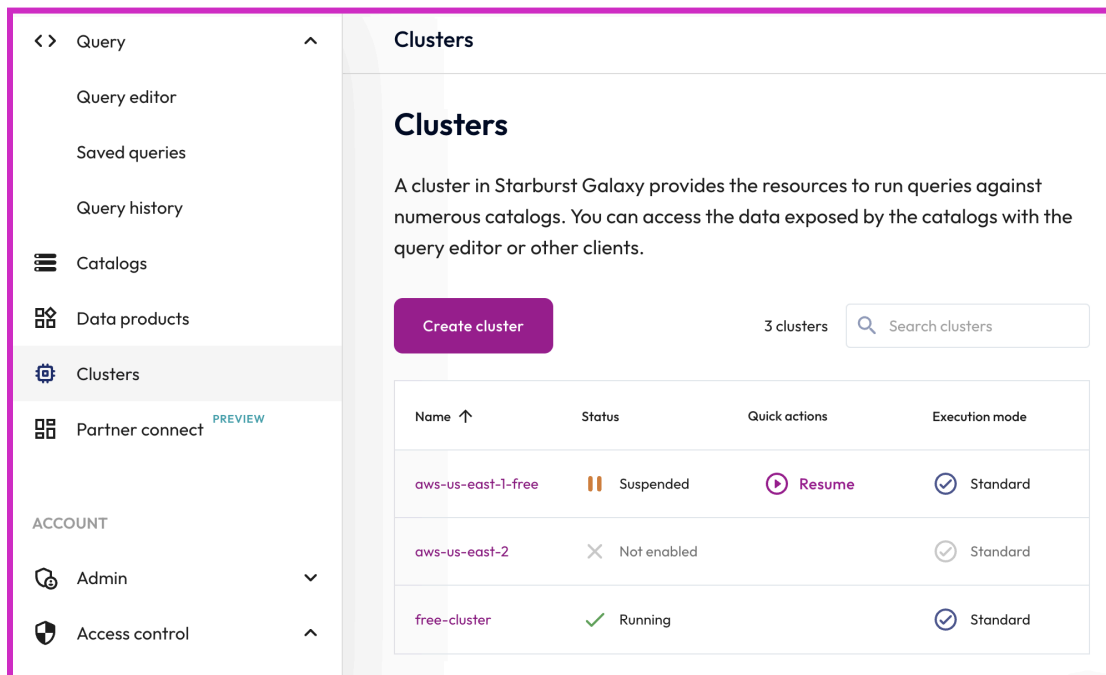 Query
Query editor
Saved queries
Query history
Catalogs
Data products
Clusters
Partner connect PREVIEW
ACCOUNT
Admin
Access control
Clusters
Clusters
A cluster in Starburst Galaxy provides the resources to run queries against
numerous catalogs. You can access the data exposed by the catalogs with the
query editor or other clients.
Create cluster 3 clusters Search clusters
Name Status Quick actions Execution mode
aws-us-east-1-free Suspended Resume Standard
aws-us-east-2 Not enabled Standard
free-cluster Running Standard